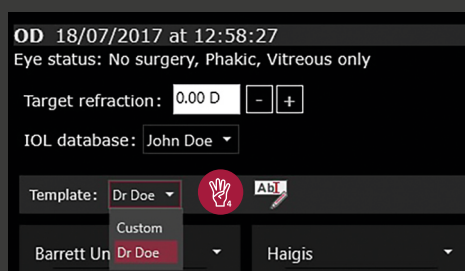 OD 18/07/2017 at 12:58:27
Eye status: No surgery, Phakic, Vitreous only
Target refraction: 0.00 D - +
IOL database: John Doe
Template: Dr Doe 4 AbI
Custom
Barrett Un Dr Doe Haigis